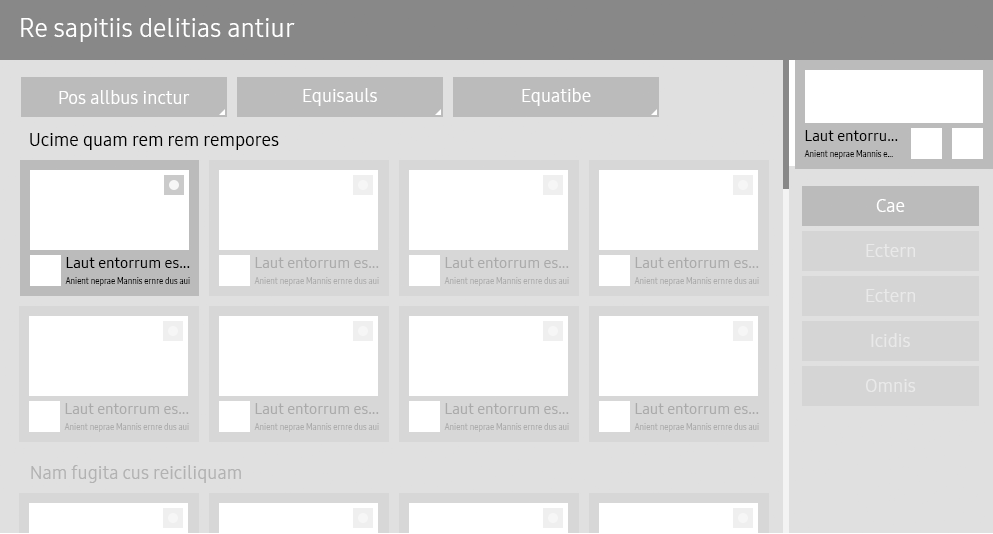 Re sapitiis delitias antiur
Pos allbus inctur
Equisauls
Equatibe
Ucime quam rem rem rempores
Laut entorrum es...
Anient neprae Mannis ernre dus aui
Laut entorrum es...
Anient neprae Mannis ernre dus aui
Laut entorrum es...
Anient neprae Mannis ernre dus aui
Laut entorrum es...
Anient neprae Mannis ernre dus aui
Laut entorrum es...
Anient neprae Mannis ernre dus aui
Laut entorrum es...
Anient neprae Mannis ernre dus aui
Laut entorrum es...
Anient neprae Mannis ernre dus aui
Laut entorrum es...
Anient neprae Mannis ernre dus aui
Nam fugita cus reiciliquam
Laut entorru...
Anient neprae Mannis e...
Cae
Ectern
Ectern
Icidis
Omnis